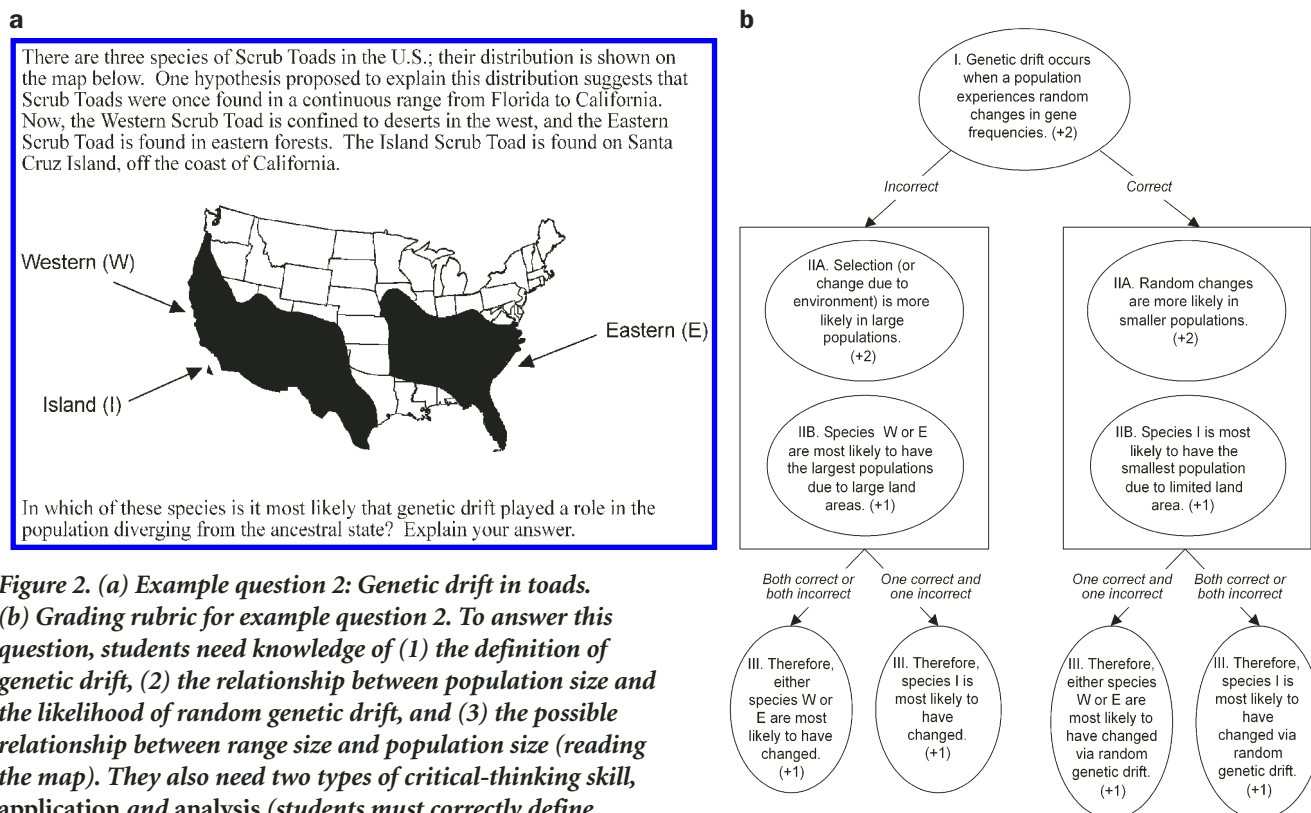 a
There are three species of Scrub Toads in the U.S.; their distribution is shown on
the map below. One hypothesis proposed to explain this distribution suggests that
Scrub Toads were once found in a continuous range from Florida to California.
Now, the Western Scrub Toad is confined to deserts in the west, and the Eastern
Scrub Toad is found in eastern forests. The Island Scrub Toad is found on Santa
Cruz Island, off the coast of California.
Western (W)
Eastern (E)
Island (I)
In which of these species is it most likely that genetic drift played a role in the
population diverging from the ancestral state? Explain your answer.
Figure 2. (a) Example question 2: Genetic drift in toads.
(b) Grading rubric for example question 2. To answer this
question, students need knowledge of (1) the definition of
genetic drift, (2) the relationship between population size and
the likelihood of random genetic drift, and (3) the possible
relationship between range size and population size (reading
the map). They also need two types of critical-thinking skill,
application and analysis (students must correctly define
b
I. Genetic drift occurs
when a population
experiences random
changes in gene
frequencies. (+2)
Incorrect
Correct
IIA. Selection (or
change due to
environment) is more
likely in large
populations.
(+2)
IIA. Random changes
are more likely in
smaller populations.
(+2)
IIB. Species W or E
are most likely to have
the largest populations
due to large land
areas. (+1)
IIB. Species I is most
likely to have the
smallest population
due to limited land
area. (+1)
Both correct or
both incorrect
One correct and
one incorrect
One correct and
one incorrect
Both correct or
both incorrect
III. Therefore,
either
species W or
E are most
likely to have
changed.
(+1)
III. Therefore,
species I is
most likely to
have
changed.
(+1)
III. Therefore,
either species
W or E are
most likely to
have changed
via random
genetic drift.
(+1)
III. Therefore,
species I is
most likely to
have
changed via
random
genetic drift.
(+1)